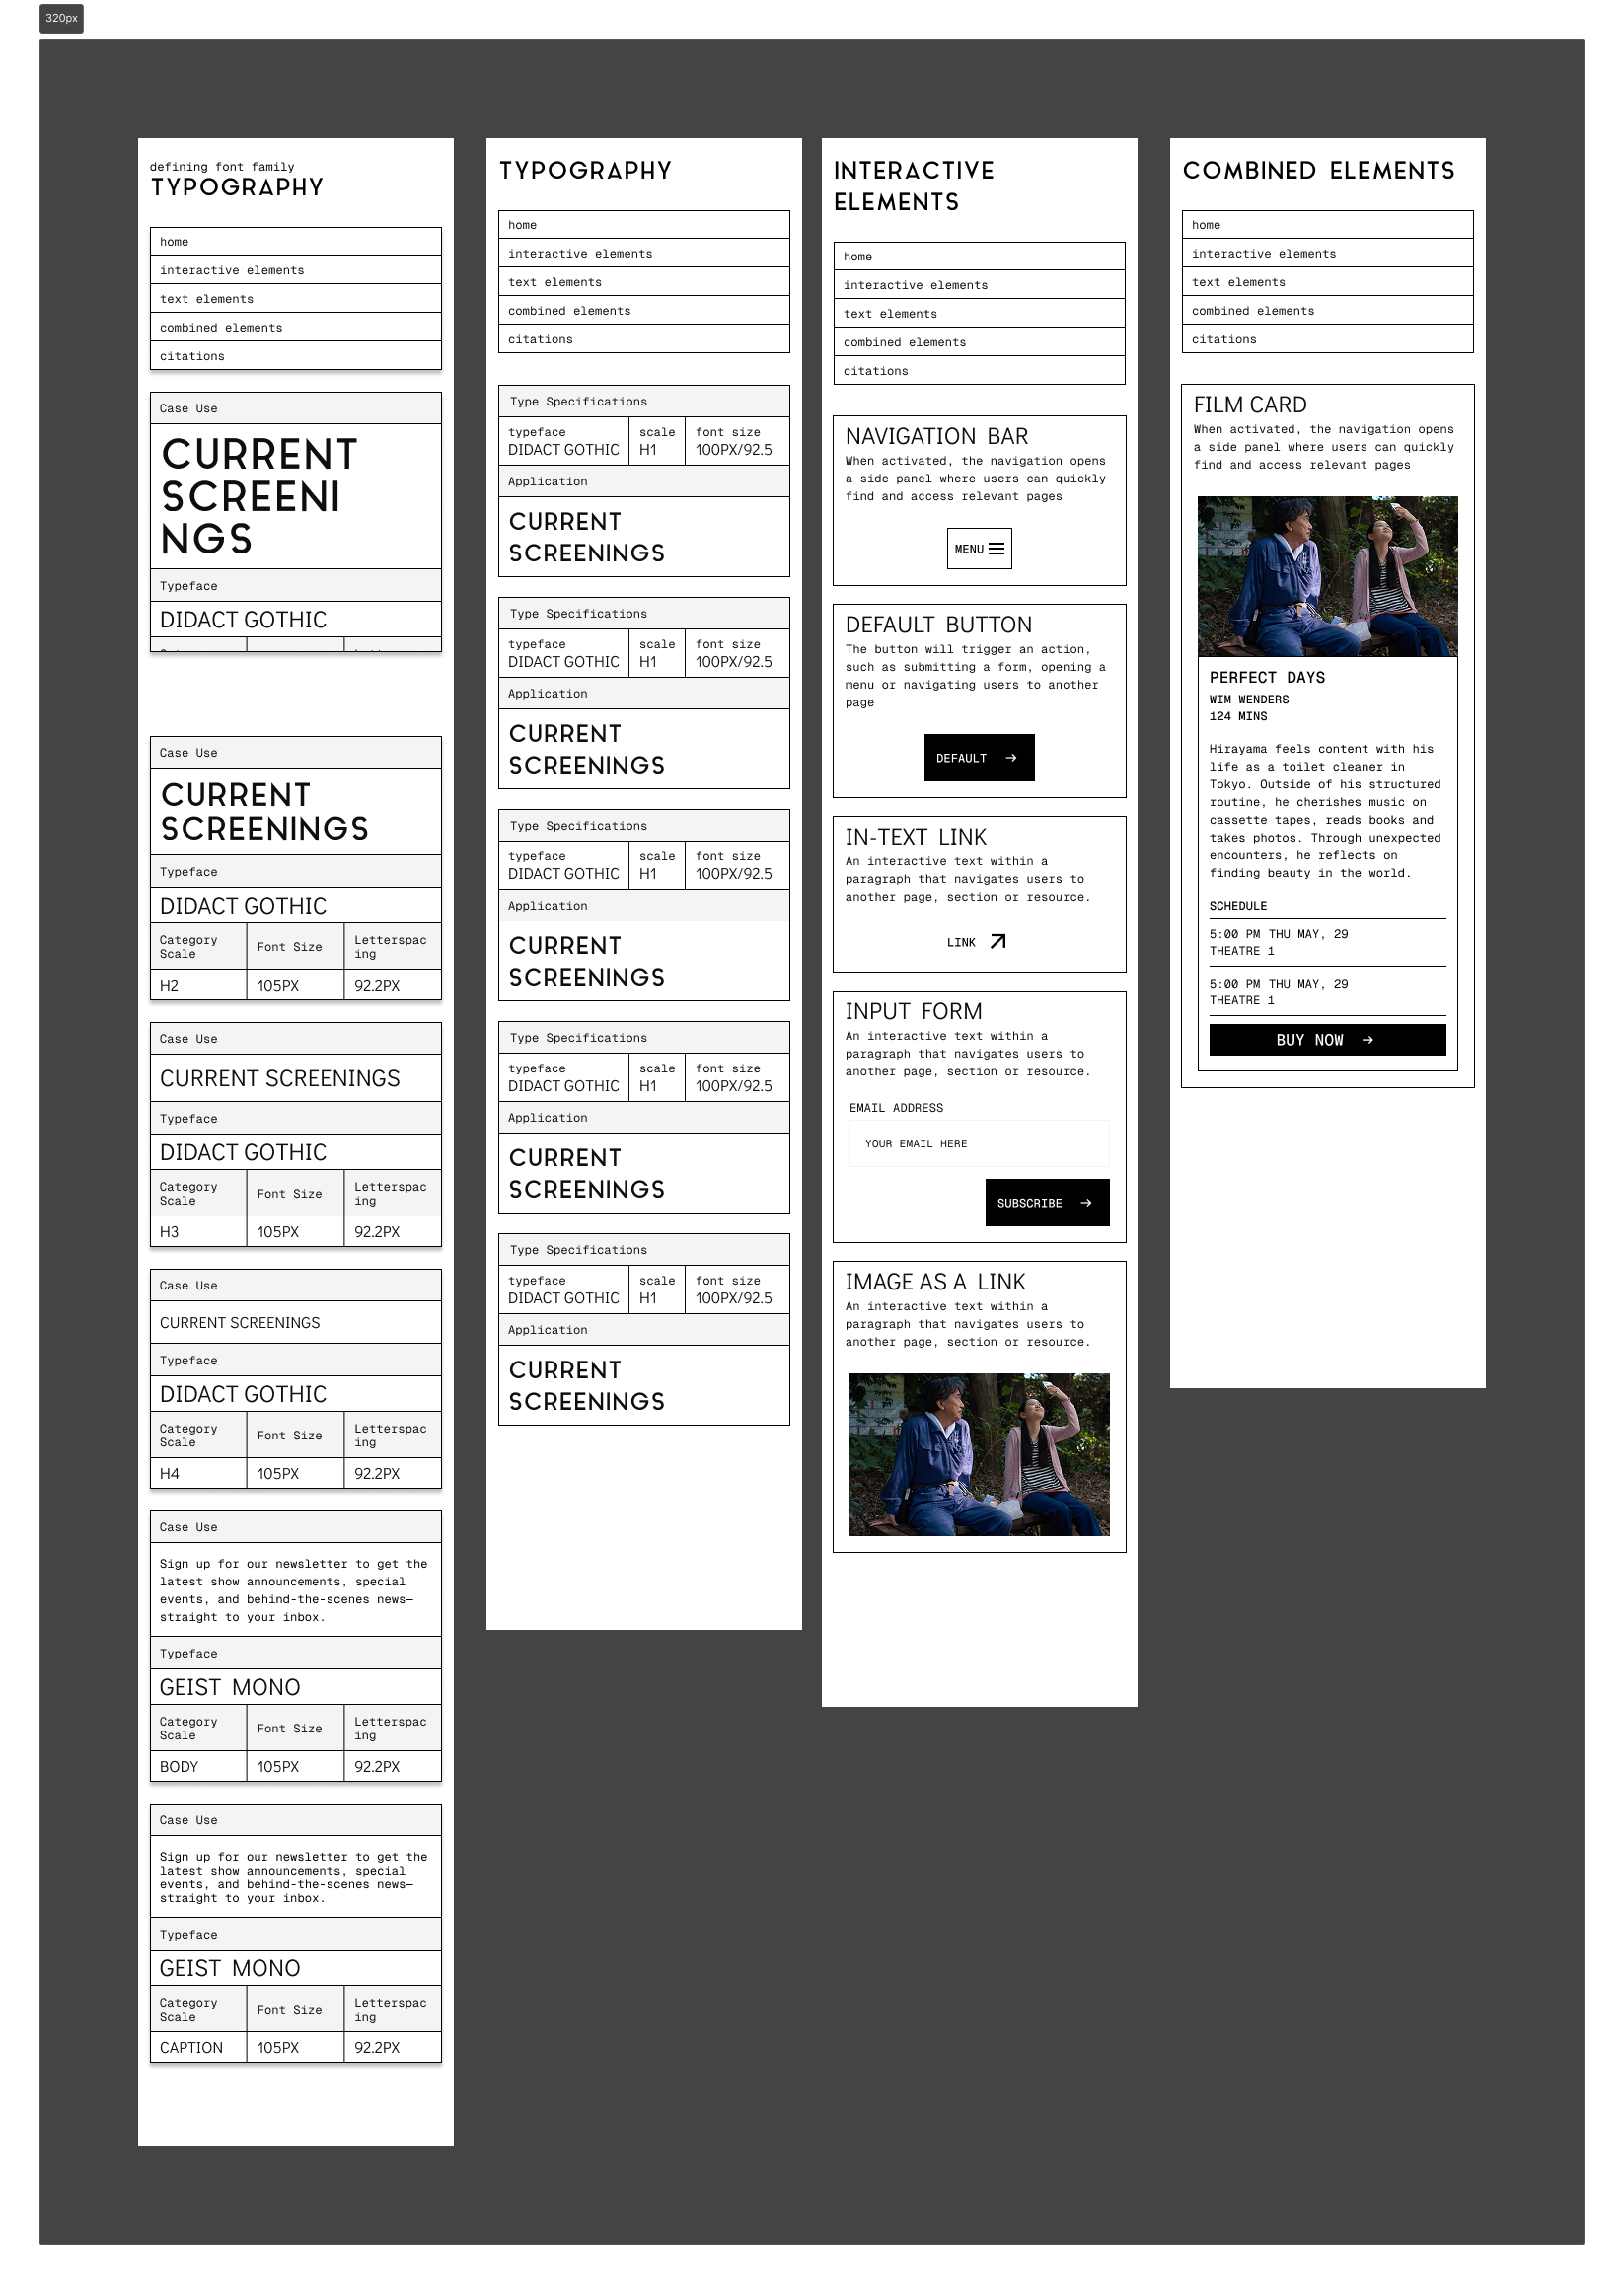 320px
defining font family
TYPOGRAPHY
home
interactive elements
text elements
combined elements
citations
Case Use
CURRENT
SCREENI
NGS
Typeface
DIDACT GOTHIC
Case Use
CURRENT
SCREENINGS
Typeface
DIDACT GOTHIC
Category
Scale
Font Size
Letterspac
ing
H2
105PX
92.2PX
Case Use
CURRENT SCREENINGS
Typeface
DIDACT GOTHIC
Category
Scale
Font Size
Letterspac
ing
H3
105PX
92.2PX
Case Use
CURRENT SCREENINGS
Typeface
DIDACT GOTHIC
Category
Scale
Font Size
Letterspac
ing
H4
105PX
92.2PX
Case Use
Sign up for our newsletter to get the
latest show announcements, special
events, and behind-the-scenes news—
straight to your inbox.
Typeface
GEIST MONO
Category
Scale
Font Size
Letterspac
ing
BODY
105PX
92.2PX
Case Use
Sign up for our newsletter to get the
latest show announcements, special
events, and behind-the-scenes news—
straight to your inbox.
Typeface
GEIST MONO
Category
Scale
Font Size
Letterspac
ing
CAPTION
105PX
92.2PX
TYPOGRAPHY
home
interactive elements
text elements
combined elements
citations
Type Specifications
typeface
DIDACT GOTHIC
scale
H1
font size
100PX/92.5
Application
CURRENT
SCREENINGS
Type Specifications
typeface
DIDACT GOTHIC
scale
H1
font size
100PX/92.5
Application
CURRENT
SCREENINGS
Type Specifications
typeface
DIDACT GOTHIC
scale
H1
font size
100PX/92.5
Application
CURRENT
SCREENINGS
Type Specifications
typeface
DIDACT GOTHIC
scale
H1
font size
100PX/92.5
Application
CURRENT
SCREENINGS
Type Specifications
typeface
DIDACT GOTHIC
scale
H1
font size
100PX/92.5
Application
CURRENT
SCREENINGS
INTERACTIVE
ELEMENTS
home
interactive elements
text elements
combined elements
citations
NAVIGATION BAR
When activated, the navigation opens
a side panel where users can quickly
find and access relevant pages
MENU
DEFAULT BUTTON
The button will trigger an action,
such as submitting a form, opening a
menu or navigating users to another
page
DEFAULT →
IN-TEXT LINK
An interactive text within a
paragraph that navigates users to
another page, section or resource.
LINK
INPUT FORM
An interactive text within a
paragraph that navigates users to
another page, section or resource.
EMAIL ADDRESS
YOUR EMAIL HERE
SUBSCRIBE →
IMAGE AS A LINK
An interactive text within a
paragraph that navigates users to
another page, section or resource.
COMBINED ELEMENTS
home
interactive elements
text elements
combined elements
citations
FILM CARD
When activated, the navigation opens
a side panel where users can quickly
find and access relevant pages
PERFECT DAYS
WIM WENDERS
124 MINS
Hirayama feels content with his
life as a toilet cleaner in
Tokyo. Outside of his structured
routine, he cherishes music on
cassette tapes, reads books and
takes photos. Through unexpected
encounters, he reflects on
finding beauty in the world.
SCHEDULE
5:00 PM THU MAY, 29
THEATRE 1
5:00 PM THU MAY, 29
THEATRE 1
BUY NOW →